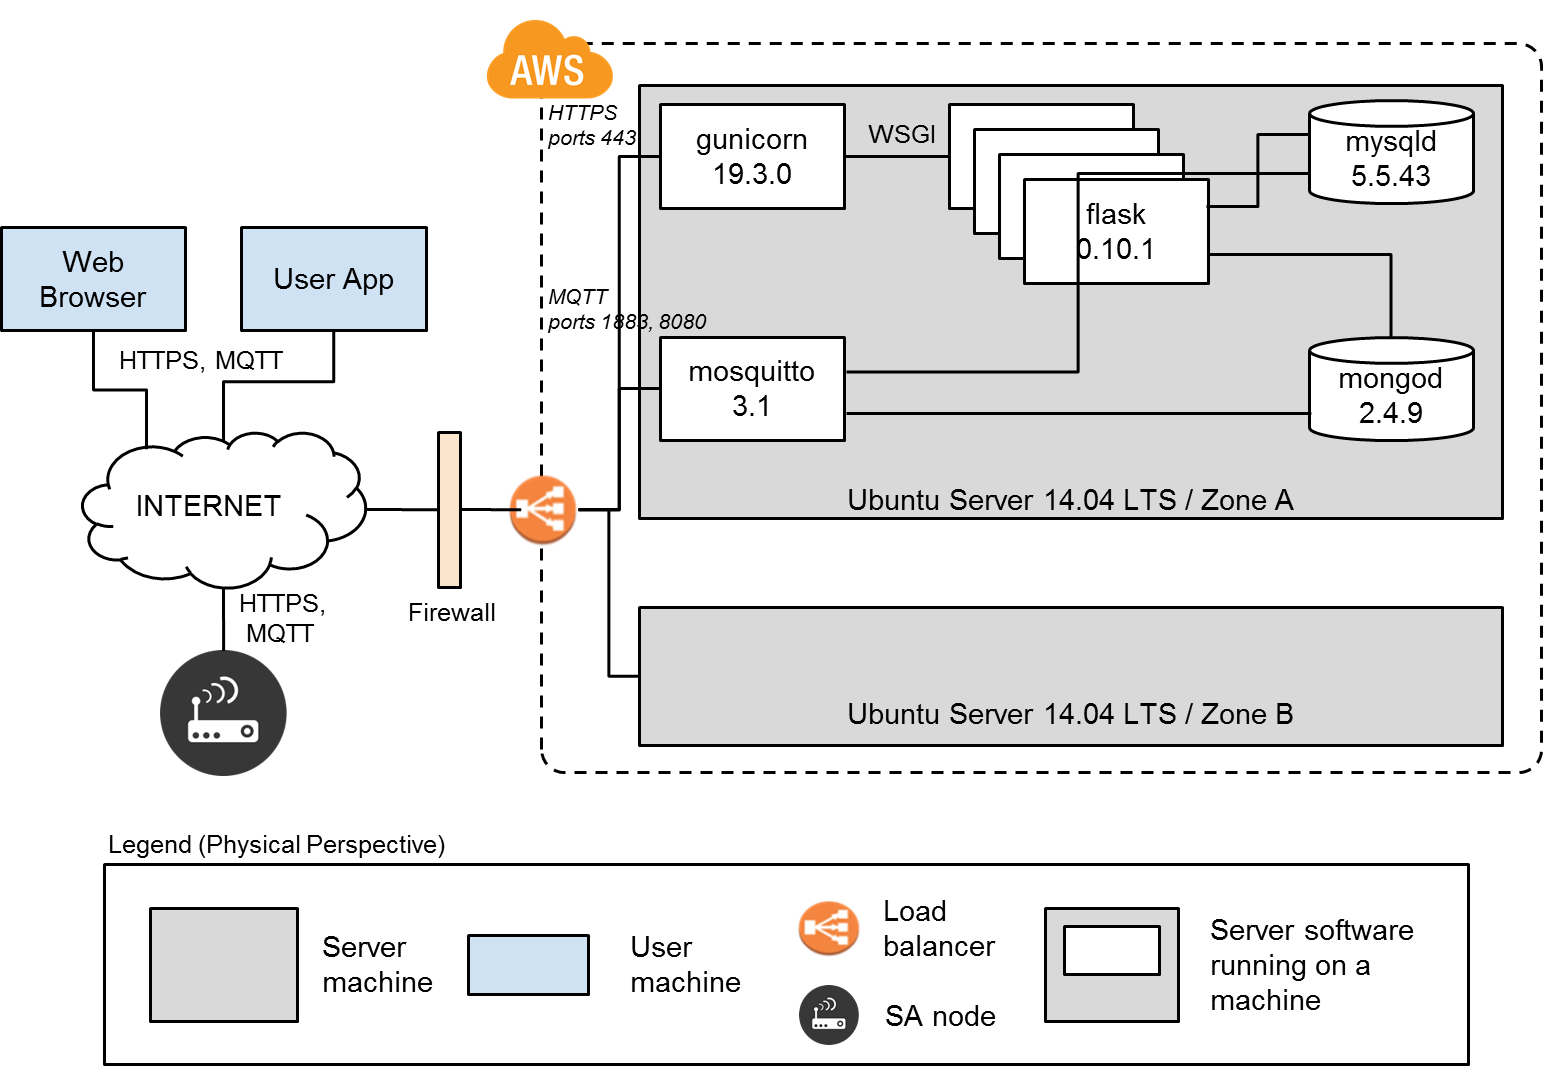 AWS
HTTPS
ports 443
gunicorn
19.3.0
WSGI
flask
0.10.1
mysqld
5.5.43
Web
Browser
User App
HTTPS, MQTT
MQTT
ports 1883, 8080
mosquitto
3.1
mongod
2.4.9
INTERNET
Ubuntu Server 14.04 LTS / Zone A
Firewall
HTTPS,
MQTT
Ubuntu Server 14.04 LTS / Zone B
Legend (Physical Perspective)
Server
machine
User
machine
Load
balancer
SA node
Server software
running on a
machine